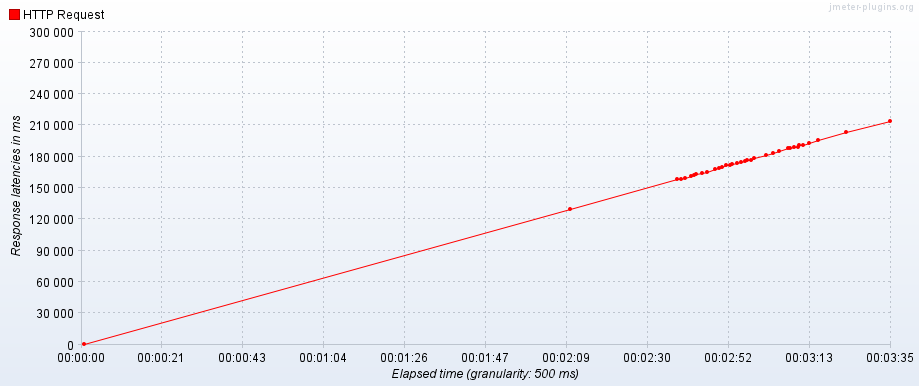 HTTP Request
jmeter-plugins.org
300 000
270 000
240 000
210 000
180 000
150 000
120 000
90 000
60 000
30 000
0
Response latencies in ms
00:00:00 00:00:21 00:00:43 00:01:04 00:01:26 00:01:47 00:02:09 00:02:30 00:02:52 00:03:13 00:03:35
Elapsed time (granularity: 500 ms)